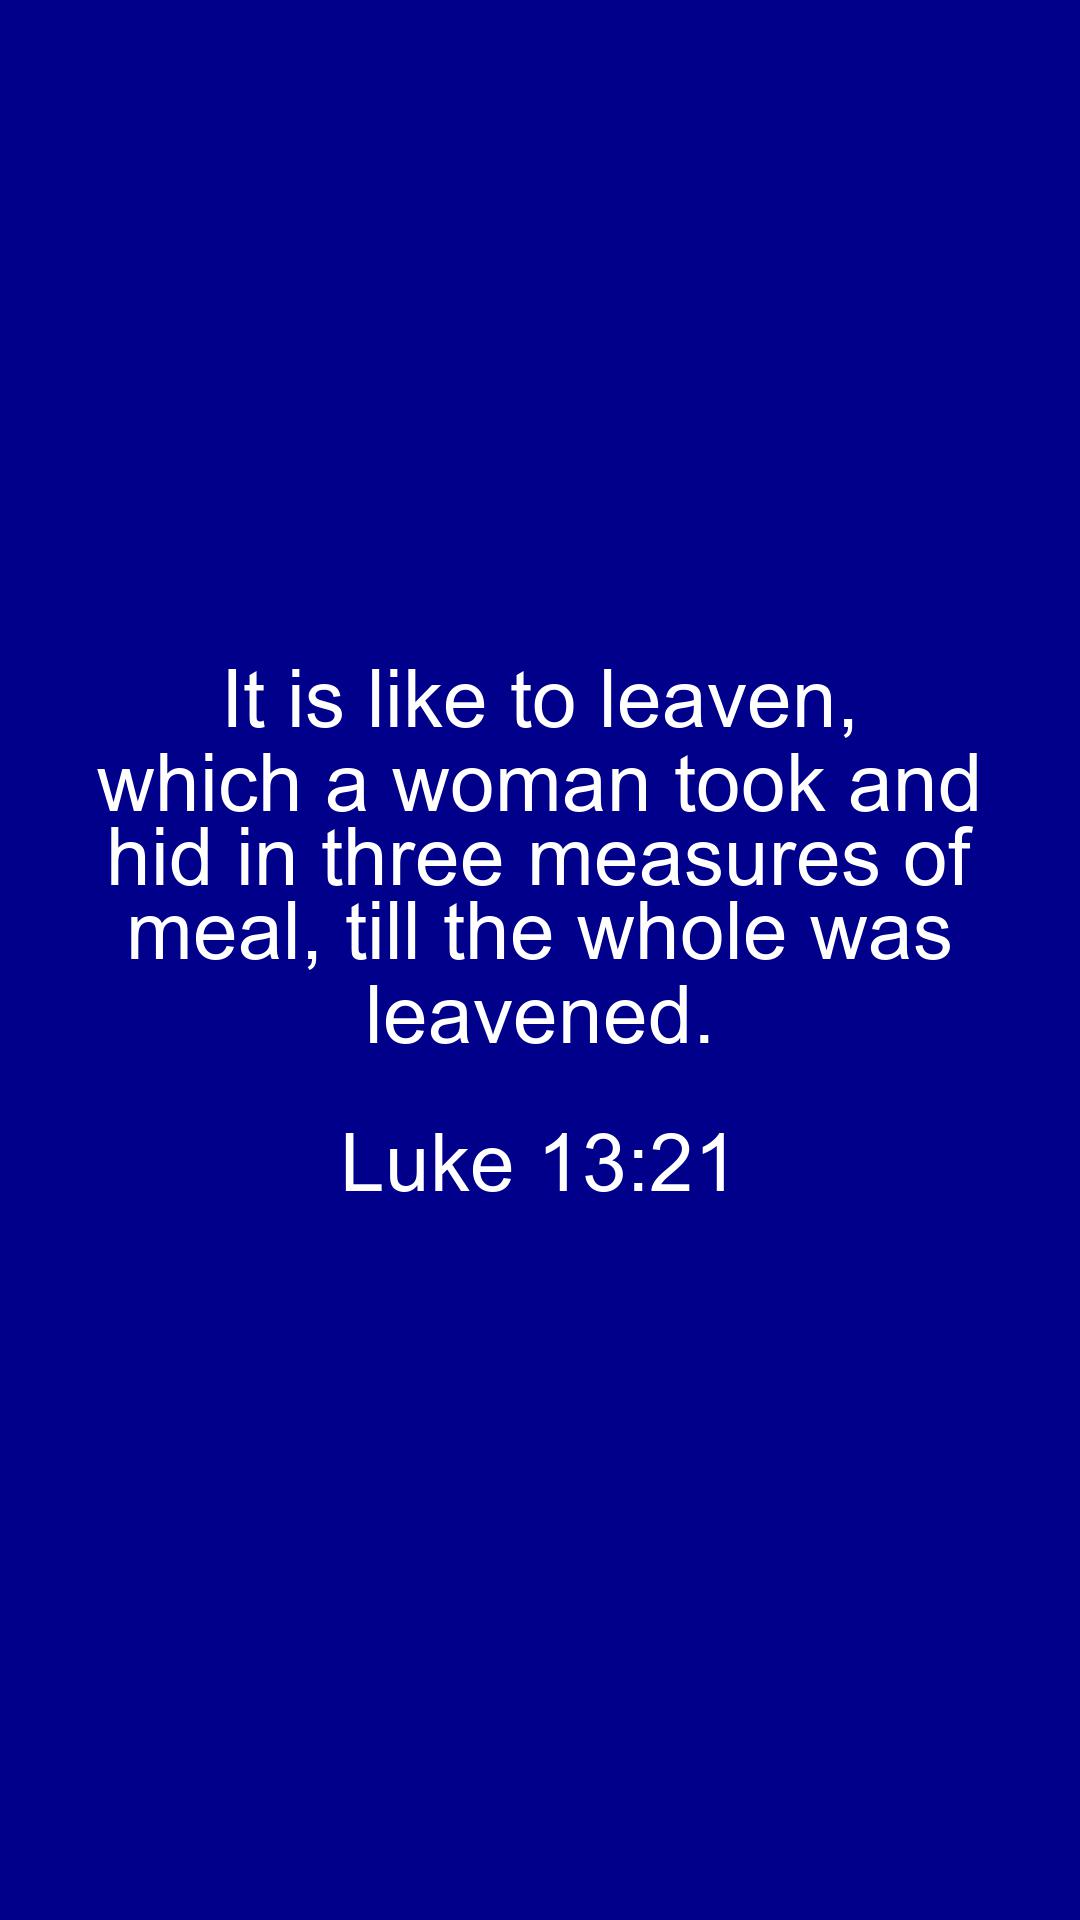 It is like to leaven,
which a woman took and
hid in three measures of
meal, till the whole was
leavened.
Luke 13:21